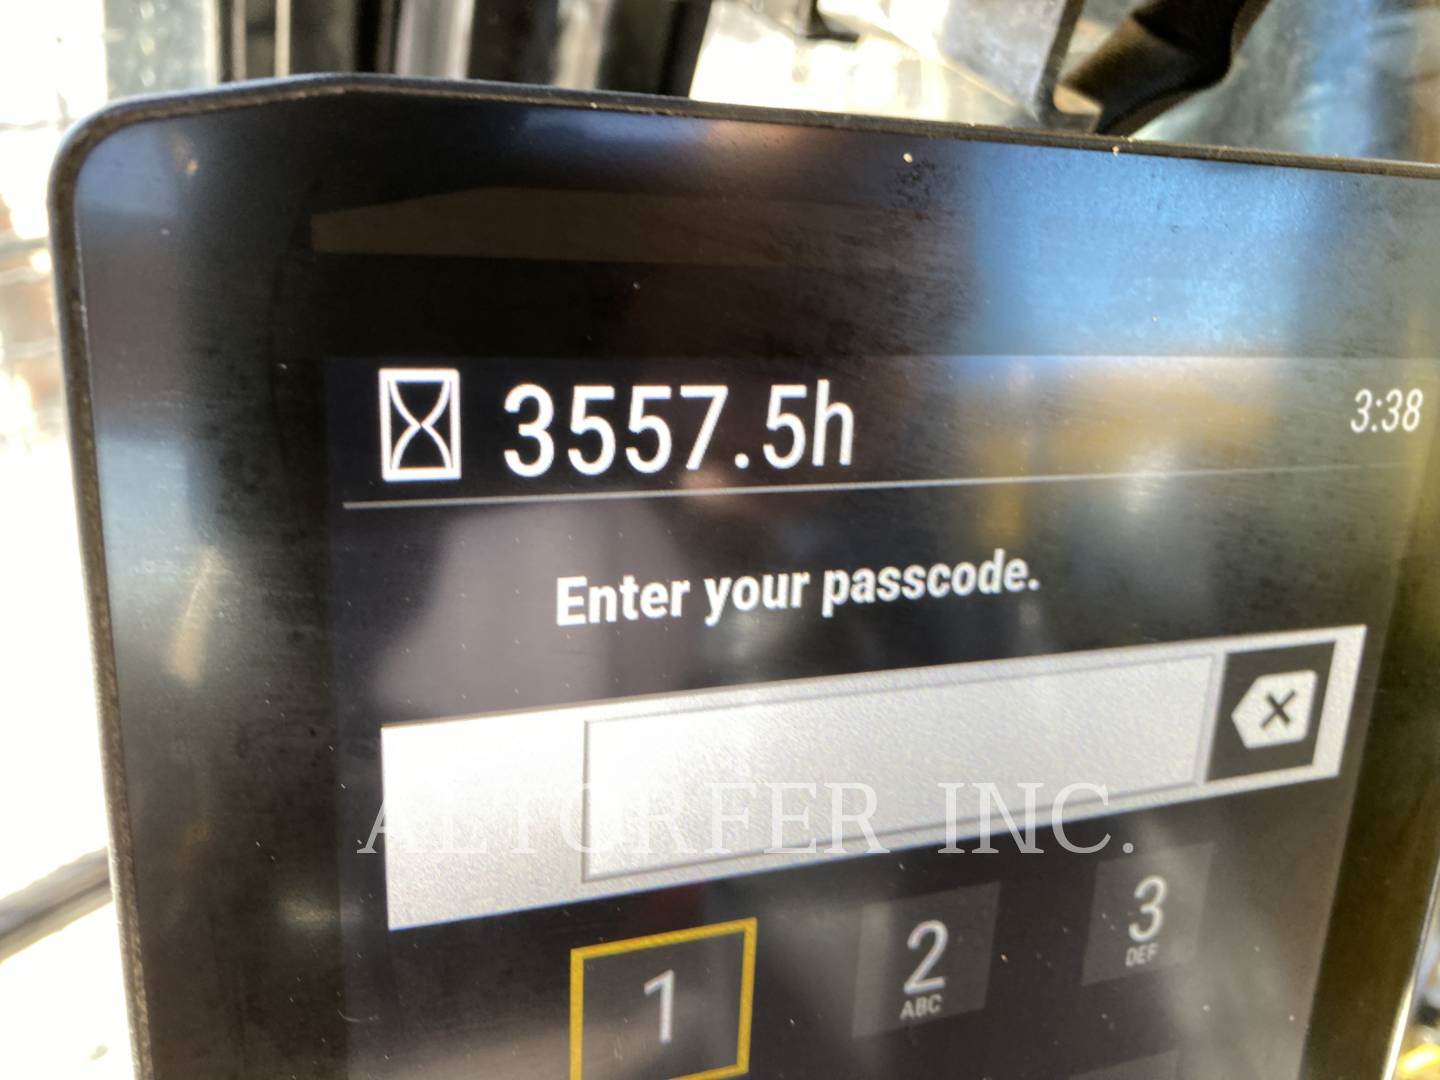 3557.5h
3:38
Enter your passcode.
ALTORFER INC.
1
2
ABC
3
DEF